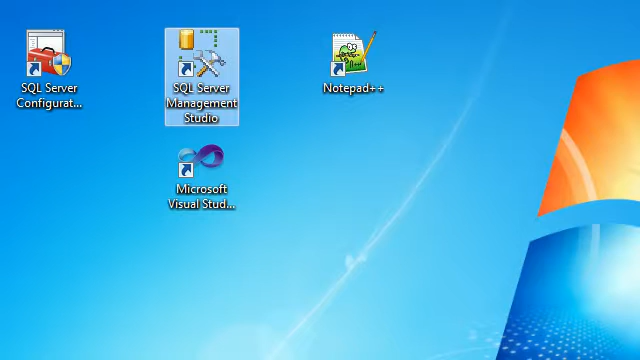 SQL Server
Configurat...
SQL Server
Management
Studio
Notepad++
Microsoft
Visual Stud...